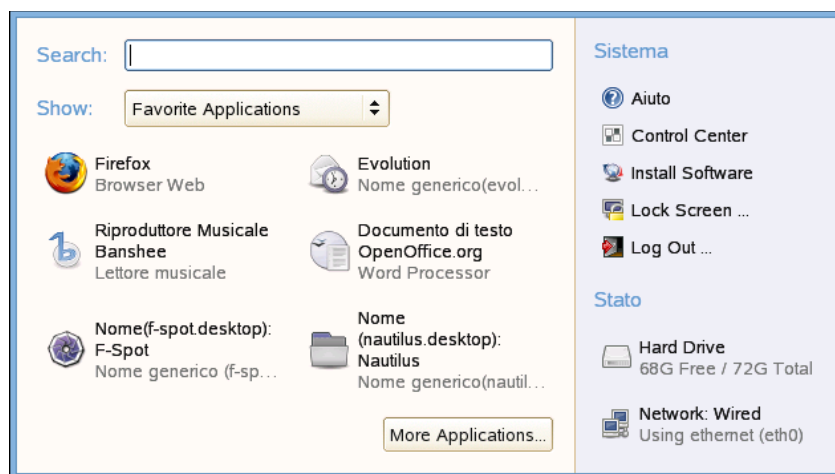 Search:
Show:
Favorite Applications
Firefox
Browser Web
Evolution
Nome generico(evol...
Riproduttore Musicale
Banshee
Lettore musicale
Documento di testo
OpenOffice.org
Word Processor
Nome(f-spot.desktop):
F-Spot
Nome generico (f-sp...
Nome
(nautilus.desktop):
Nautilus
Nome generico(nautil...
More Applications...
Sistema
Aiuto
Control Center
Install Software
Lock Screen ...
Log Out ...
Stato
Hard Drive
68G Free / 72G Total
Network: Wired
Using ethernet (eth0)